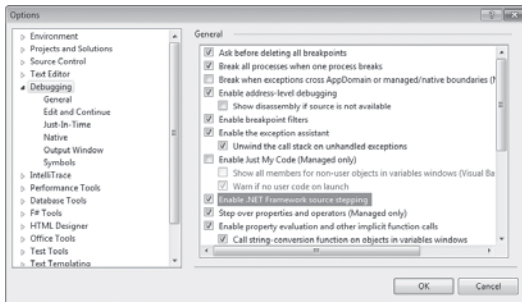 Options
Environment
Projects and Solutions
Source Control
Text Editor
Debugging
General
Edit and Continue
Just-In-Time
Native
Output Window
Symbols
IntelliTrace
Performance Tools
Database Tools
F# Tools
HTML Designer
Office Tools
Test Tools
Text Templating
General
Ask before deleting all breakpoints
Break all processes when one process breaks
Break when exceptions cross AppDomain or managed/native boundaries (M
Enable address-level debugging
Show disassembly if source is not available
Enable breakpoint filters
Enable the exception assistant
Unwind the call stack on unhandled exceptions
Enable Just My Code (Managed only)
Show all members for non-user objects in variables windows (Visual Ba
Warn if no user code on launch
Enable .NET Framework source stepping
Step over properties and operators (Managed only)
Enable property evaluation and other implicit function calls
Call string-conversion function on objects in variables windows
OK
Cancel